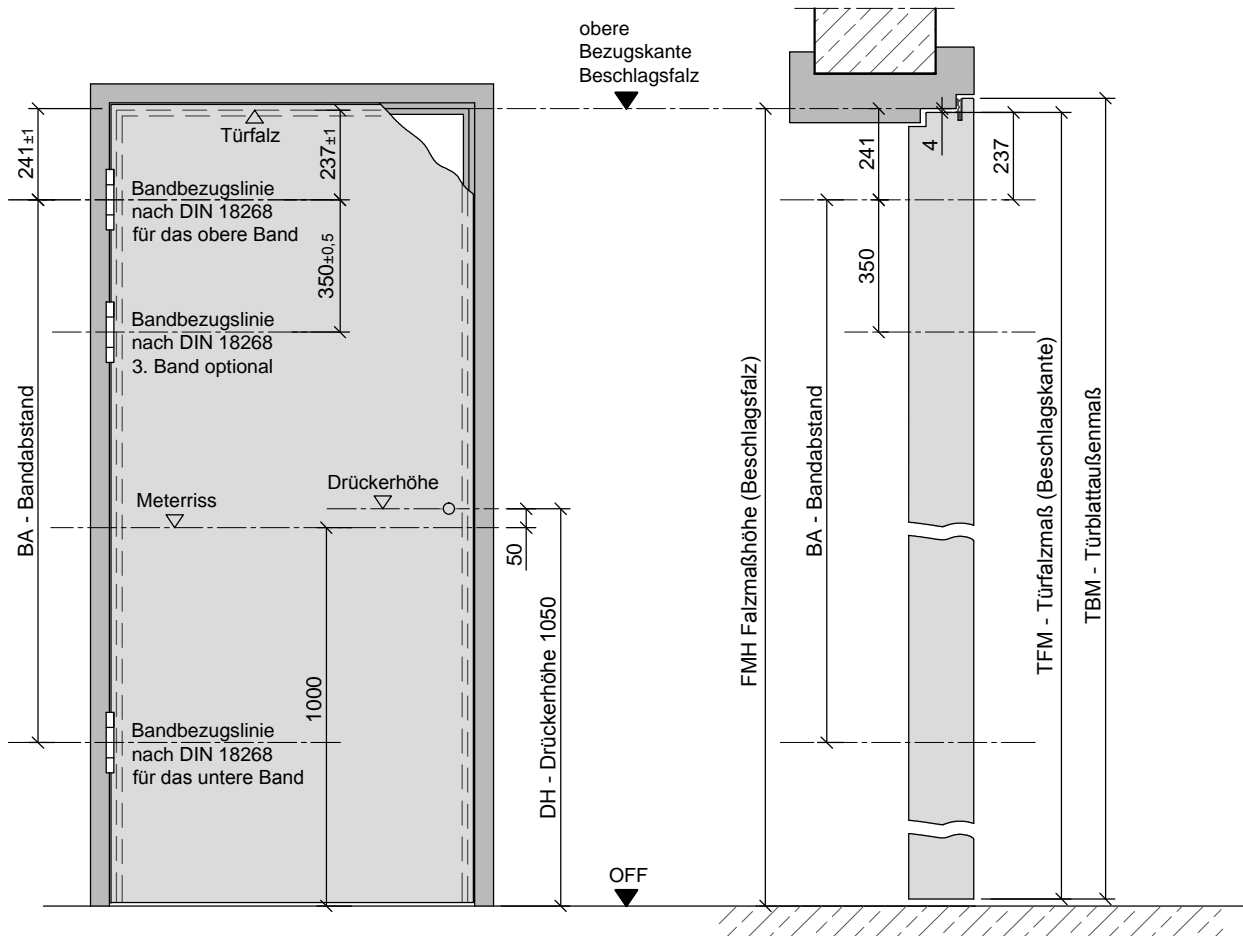 obere
Bezugskante
Beschlagsfalz
Türfalz
241±1
237±1
Bandbezugslinie
nach DIN 18268
für das obere Band
350±0,5
Bandbezugslinie
nach DIN 18268
3. Band optional
BA - Bandabstand
Meterriss
Drückerhöhe
50
1000
DH - Drückerhöhe 1050
Bandbezugslinie
nach DIN 18268
für das untere Band
OFF
241
4
237
350
FMH Falzmaßhöhe (Beschlagsfalz)
BA - Bandabstand
TFM - Türfalzmaß (Beschlagskante)
TBM - Türblattaußenmaß